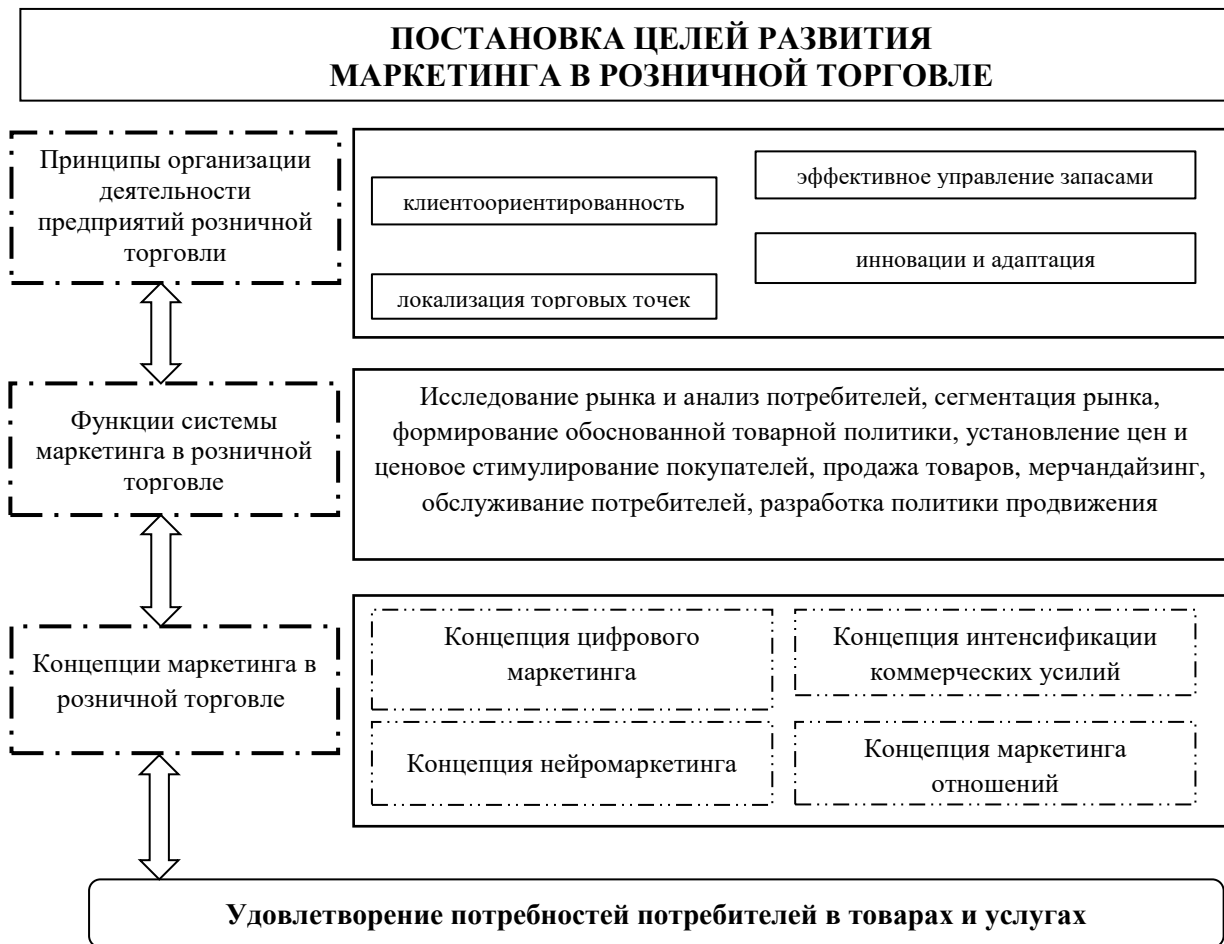 ПОСТАНОВКА ЦЕЛЕЙ РАЗВИТИЯ
МАРКЕТИНГА В РОЗНИЧНОЙ ТОРГОВЛЕ
Принципы организации
деятельности
предприятий розничной
торговли
клиентоориентированность
эффективное управление запасами
локализация торговых точек
инновации и адаптация
Функции системы
маркетинга в розничной
торговле
Исследование рынка и анализ потребителей, сегментация рынка,
формирование обоснованной товарной политики, установление цен и
ценовое стимулирование покупателей, продажа товаров, мерчандайзинг,
обслуживание потребителей, разработка политики продвижения
Концепции маркетинга в
розничной торговле
Концепция цифрового
маркетинга
Концепция интенсификации
коммерческих усилий
Концепция нейромаркетинга
Концепция маркетинга
отношений
Удовлетворение потребностей потребителей в товарах и услугах